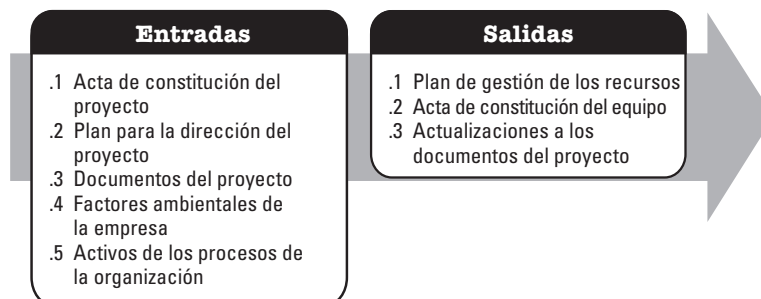 Entradas
.1 Acta de constitución del
proyecto
.2 Plan para la dirección del
proyecto
.3 Documentos del proyecto
.4 Factores ambientales de
la empresa
.5 Activos de los procesos de
la organización
Salidas
.1 Plan de gestión de los recursos
.2 Acta de constitución del equipo
.3 Actualizaciones a los
documentos del proyecto